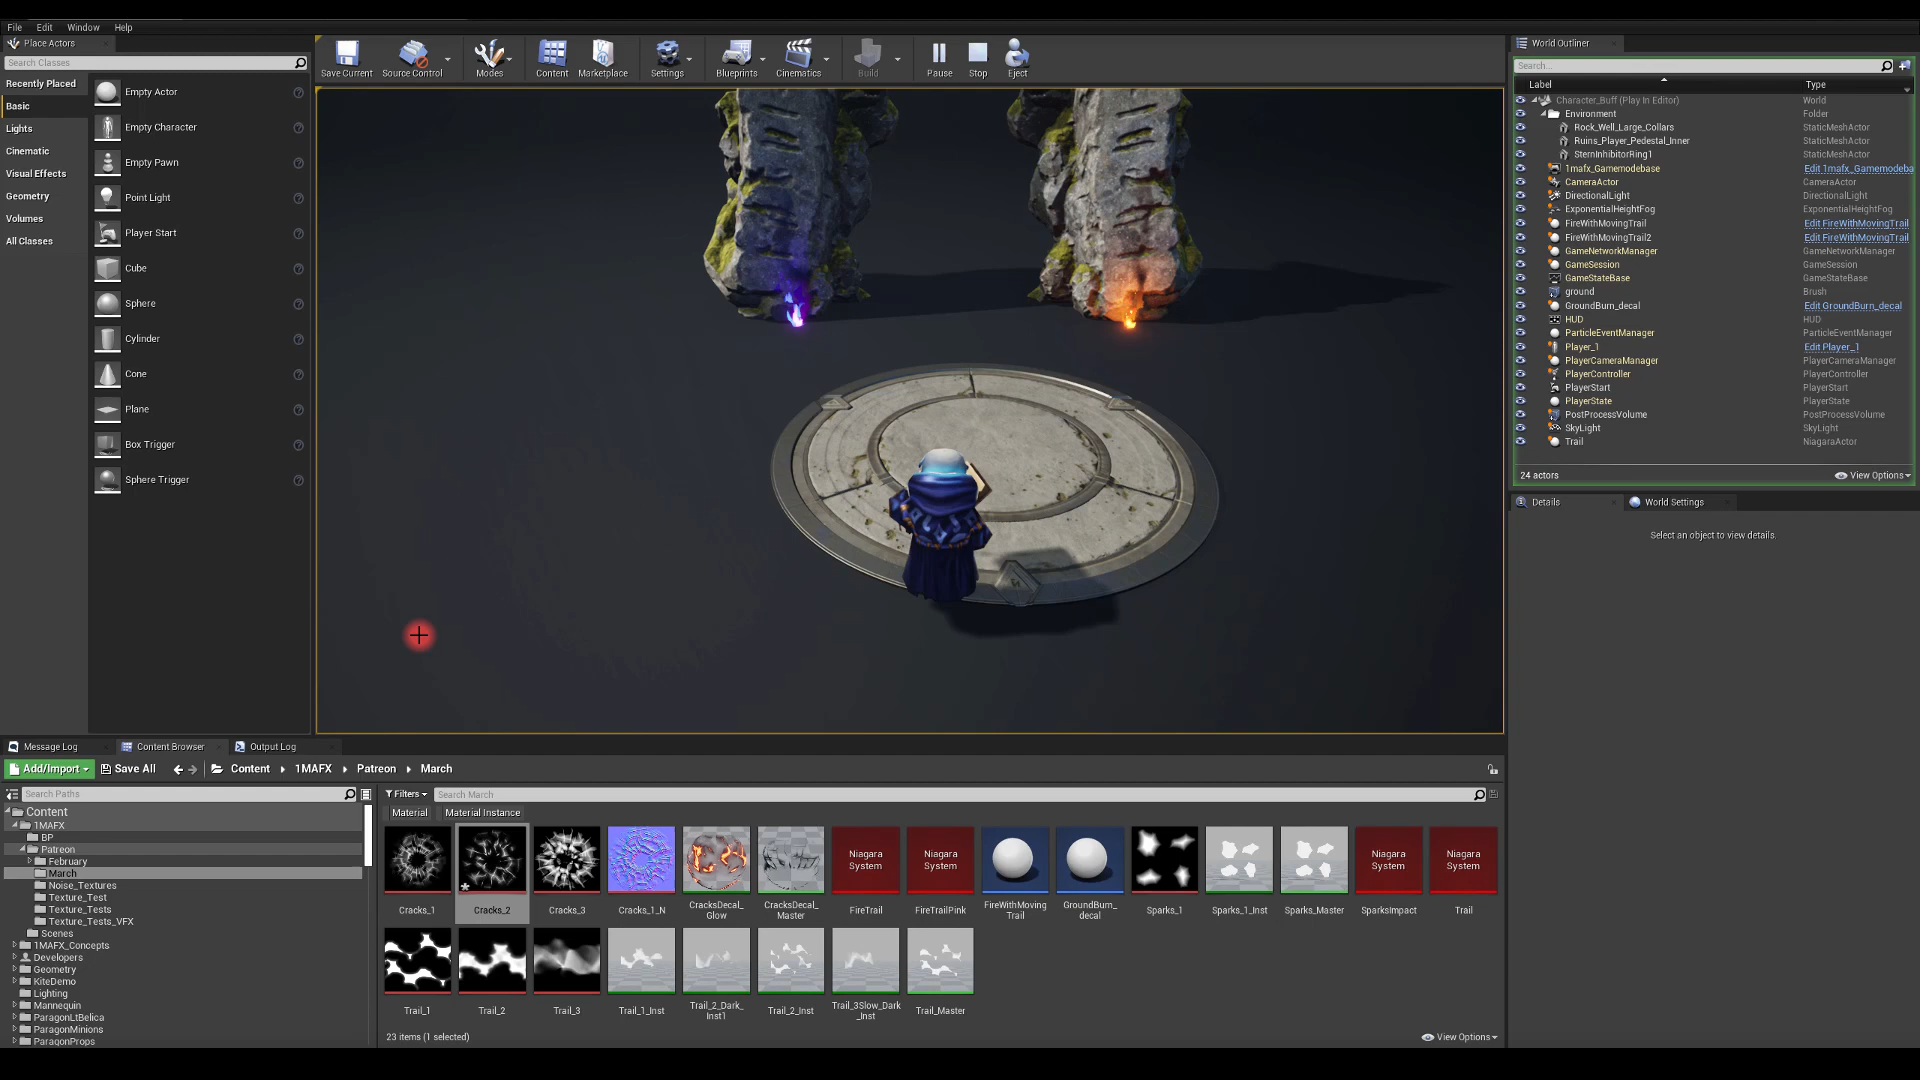 File Edit Window Help
Place Actors
Search Classes
Recently Placed
Basic
Lights
Cinematic
Visual Effects
Geometry
Volumes
All Classes
Empty Actor
Empty Character
Empty Pawn
Point Light
Player Start
Cube
Sphere
Cylinder
Cone
Plane
Box Trigger
Sphere Trigger
Save Current Source Control Modes Content Marketplace Settings Blueprints Cinematics Build Pause Stop Eject
World Outliner
Search...
Label Type
Character_Buff (Play In Editor) World
Environment Folder
Rock_Well_Large_Collars StaticMeshActor
Ruins_Player_Pedestal_Inner StaticMeshActor
SternInhibitorRing1 StaticMeshActor
1mafx_Gamemodebase Edit 1mafx_Gamemodeba
CameraActor CameraActor
DirectionalLight DirectionalLight
ExponentialHeightFog ExponentialHeightFog
FireWithMovingTrail Edit FireWithMovingTrail
FireWithMovingTrail2 Edit FireWithMovingTrail
GameNetworkManager GameNetworkManager
GameSession GameSession
GameStateBase GameStateBase
ground Brush
GroundBurn_decal Edit GroundBurn_decal
HUD HUD
ParticleEventManager ParticleEventManager
Player_1 Edit Player_1
PlayerCameraManager PlayerCameraManager
PlayerController PlayerController
PlayerStart PlayerStart
PlayerState PlayerState
PostProcessVolume PostProcessVolume
SkyLight SkyLight
Trail NiagaraActor
24 actors View Options
Details World Settings
Select an object to view details.
Message Log Content Browser Output Log
Add/Import Save All Content 1MAFX Patreon March
Search Paths
Content
1MAFX
BP
Patreon
February
March
Noise_Textures
Texture_Test
Texture_Tests
Texture_Tests_VFX
Scenes
1MAFX_Concepts
Developers
Geometry
KiteDemo
Lighting
Mannequin
ParagonLtBelica
ParagonMinions
ParagonProps
Filters Search March
Material Material Instance
Niagara System
Niagara System
Niagara System
Niagara System
Cracks_1 Cracks_2 Cracks_3 Cracks_1_N CracksDecal_Glow CracksDecal_Master FireTrail FireTrailPink FireWithMoving Trail GroundBurn_decal Sparks_1 Sparks_1_Inst Sparks_Master SparksImpact Trail
Trail_1 Trail_2 Trail_3 Trail_1_Inst Trail_2_Dark_Inst1 Trail_2_Inst Trail_3Slow_Dark_Inst Trail_Master
23 items (1 selected) View Options